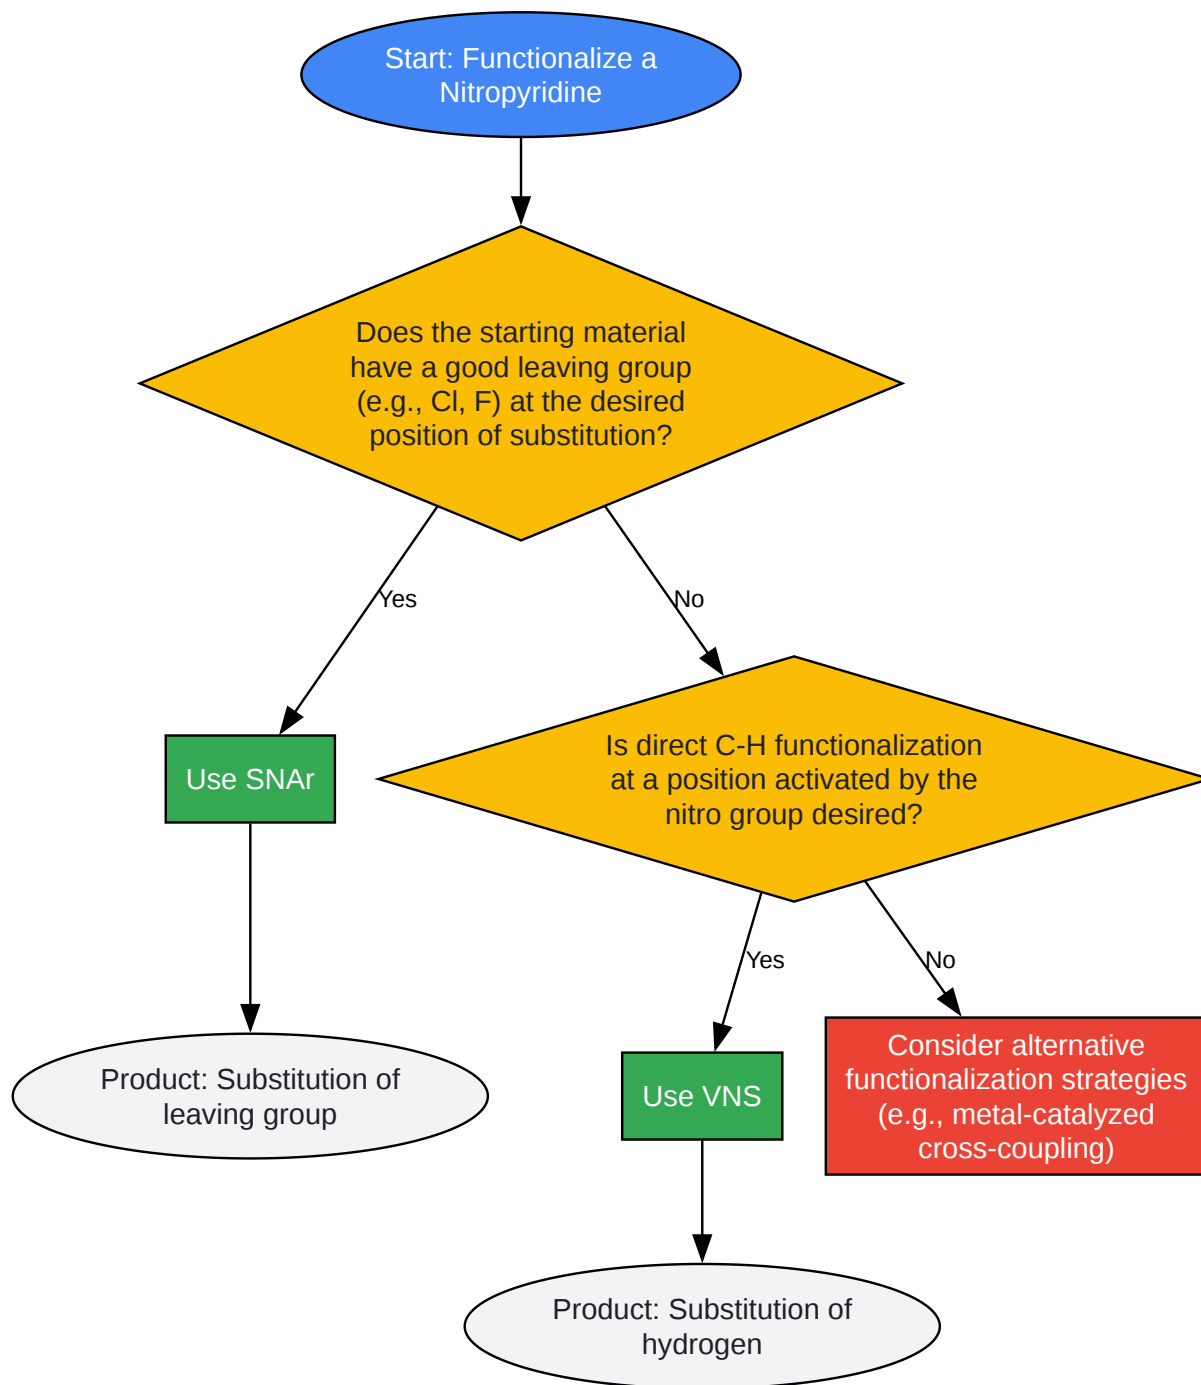 Start: Functionalize a
Nitropyridine
Does the starting material
have a good leaving group
(e.g., Cl, F) at the desired
position of substitution?
Yes
No
Use SNAr
Is direct C-H functionalization
at a position activated by the
nitro group desired?
Yes
No
Product: Substitution of
leaving group
Use VNS
Consider alternative
functionalization strategies
(e.g., metal-catalyzed
cross-coupling)
Product: Substitution of
hydrogen